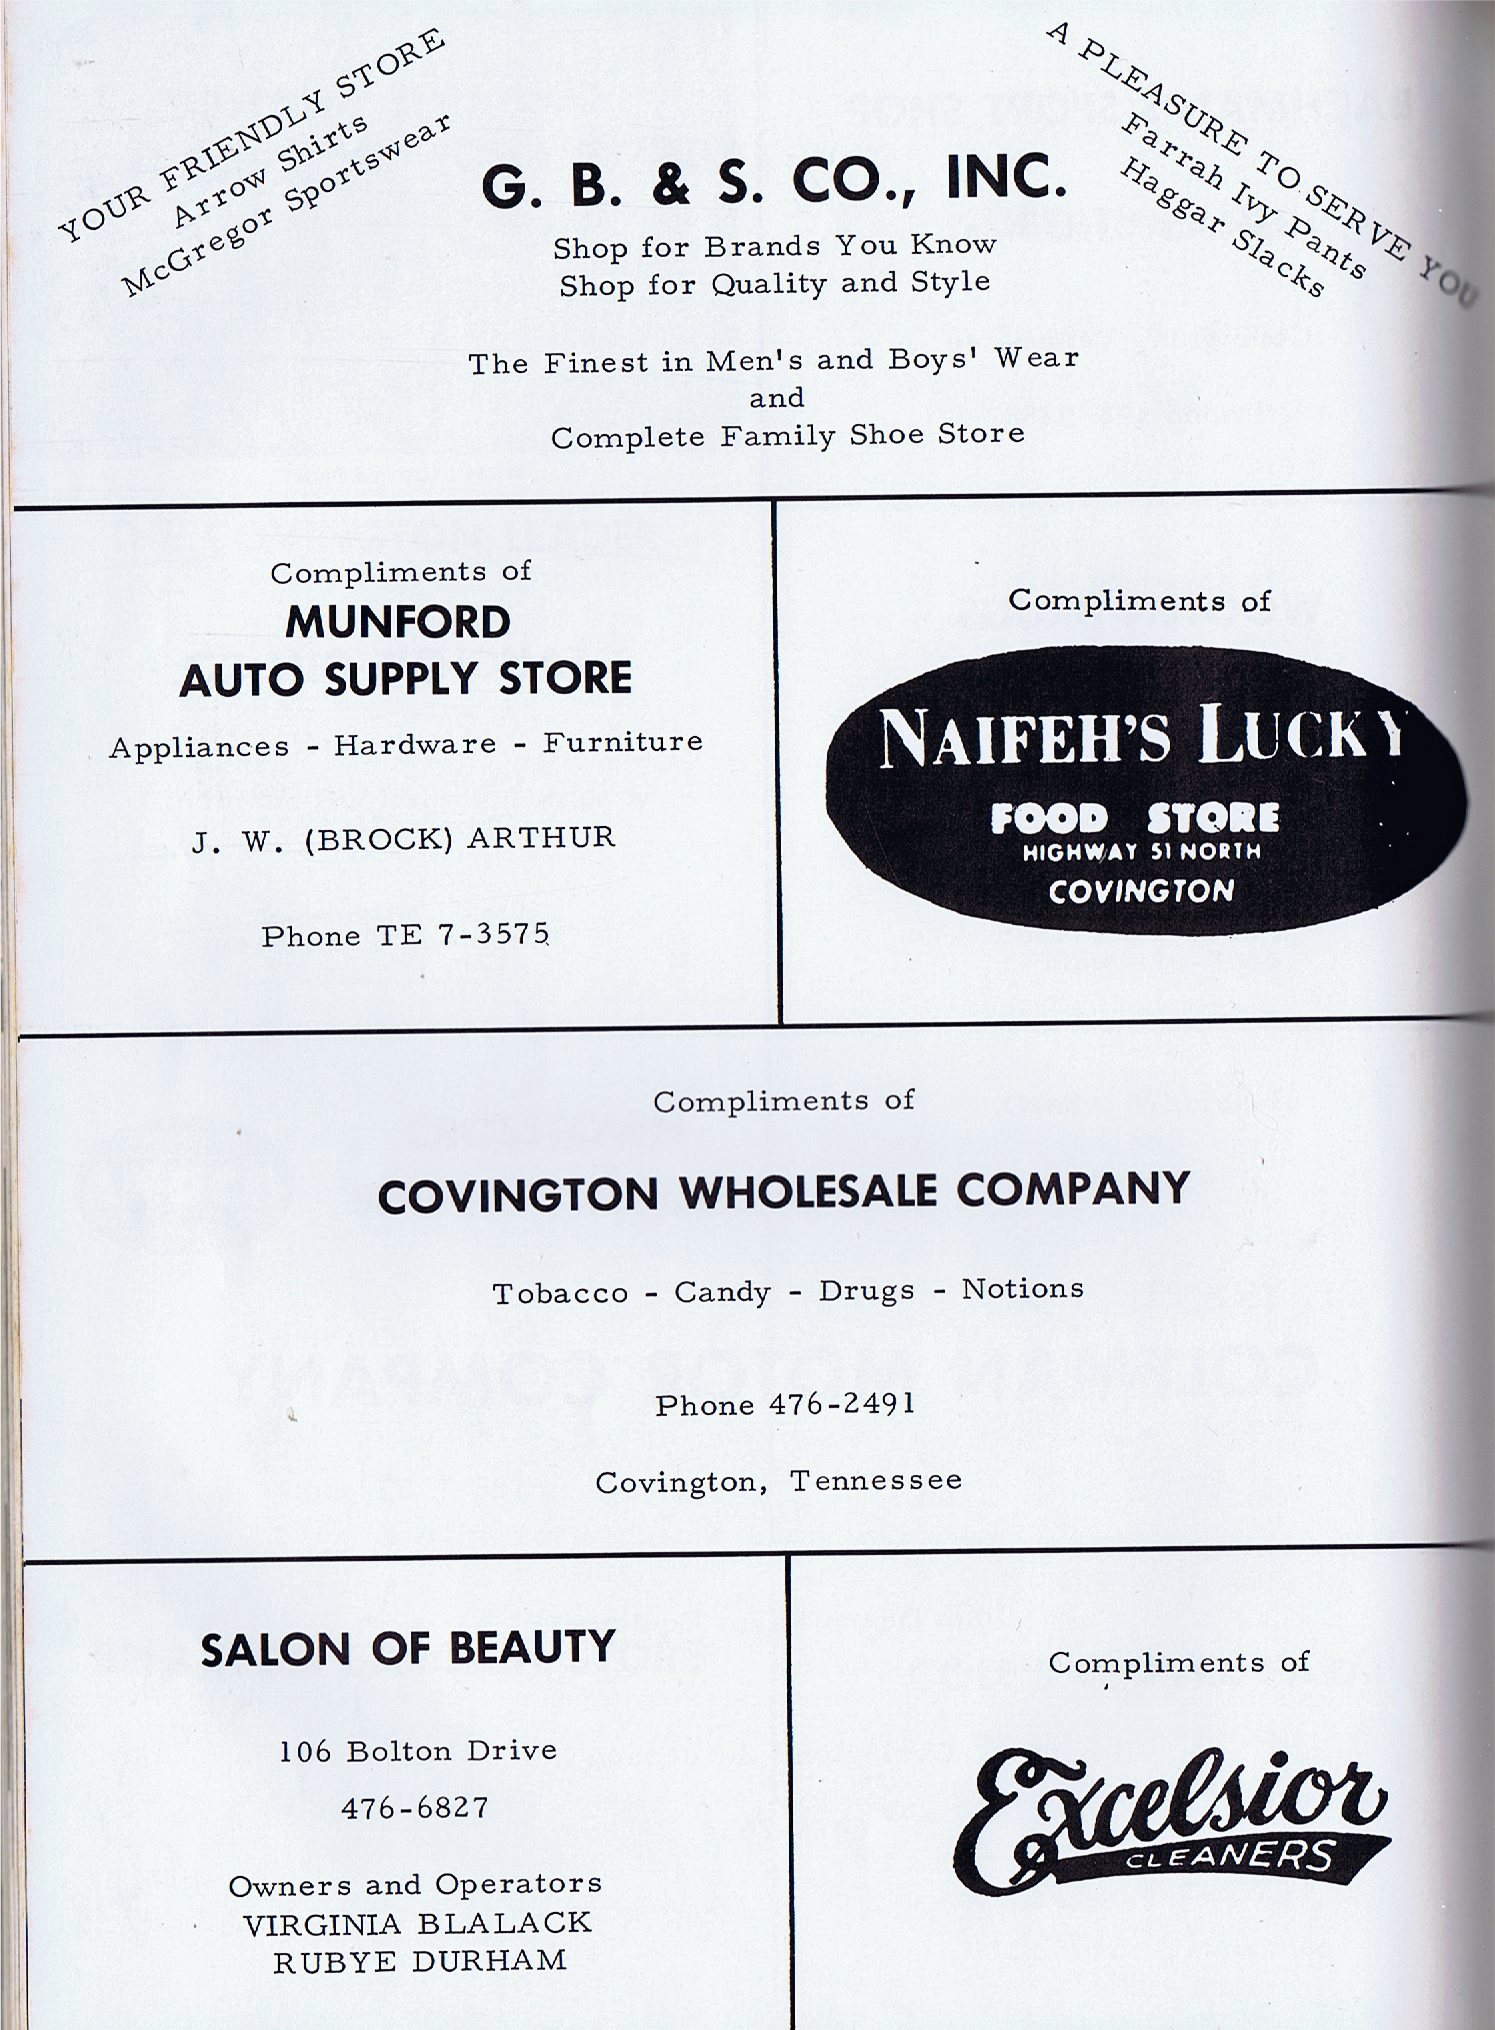 YOUR FRIENDLY STORE
Arrow Shirts
McGregor Sportswear
A PLEASURE TO SERVE YOU
Farrah Ivy Pants
Haggar Slacks
G. B. & S. CO., INC.
Shop for Brands You Know
Shop for Quality and Style
The Finest in Men's and Boys' Wear
and
Complete Family Shoe Store
Compliments of
MUNFORD
AUTO SUPPLY STORE
Appliances - Hardware - Furniture
J. W. (BROCK) ARTHUR
Phone TE 7-3575
Compliments of
NAIFEH'S LUCKY
FOOD STORE
HIGHWAY 51 NORTH
COVINGTON
Compliments of
COVINGTON WHOLESALE COMPANY
Tobacco - Candy - Drugs - Notions
Phone 476-2491
Covington, Tennessee
SALON OF BEAUTY
106 Bolton Drive
476-6827
Owners and Operators
VIRGINIA BLALACK
RUBYE DURHAM
Compliments of
Excelsior
CLEANERS